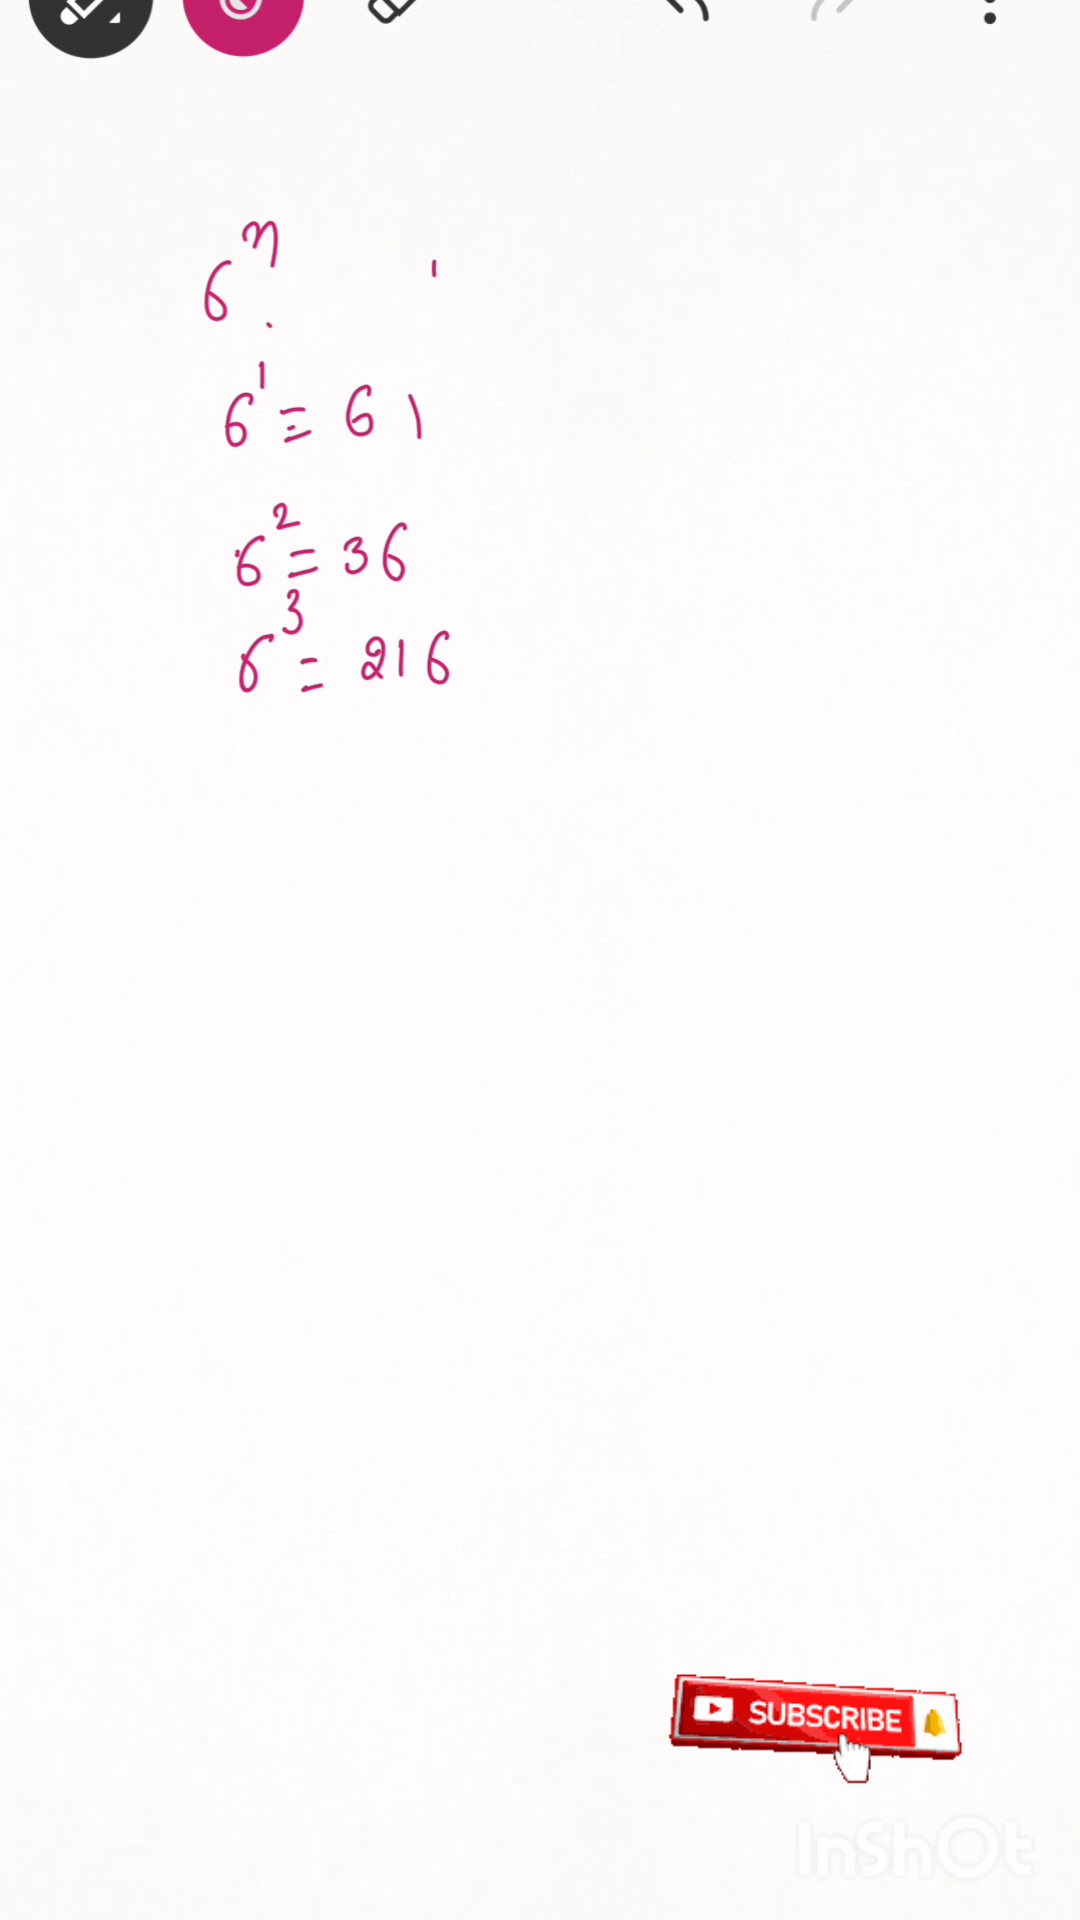 6ⁿ
6¹ = 6 1
6² = 36
6³ = 216
SUBSCRIBE
InShOt